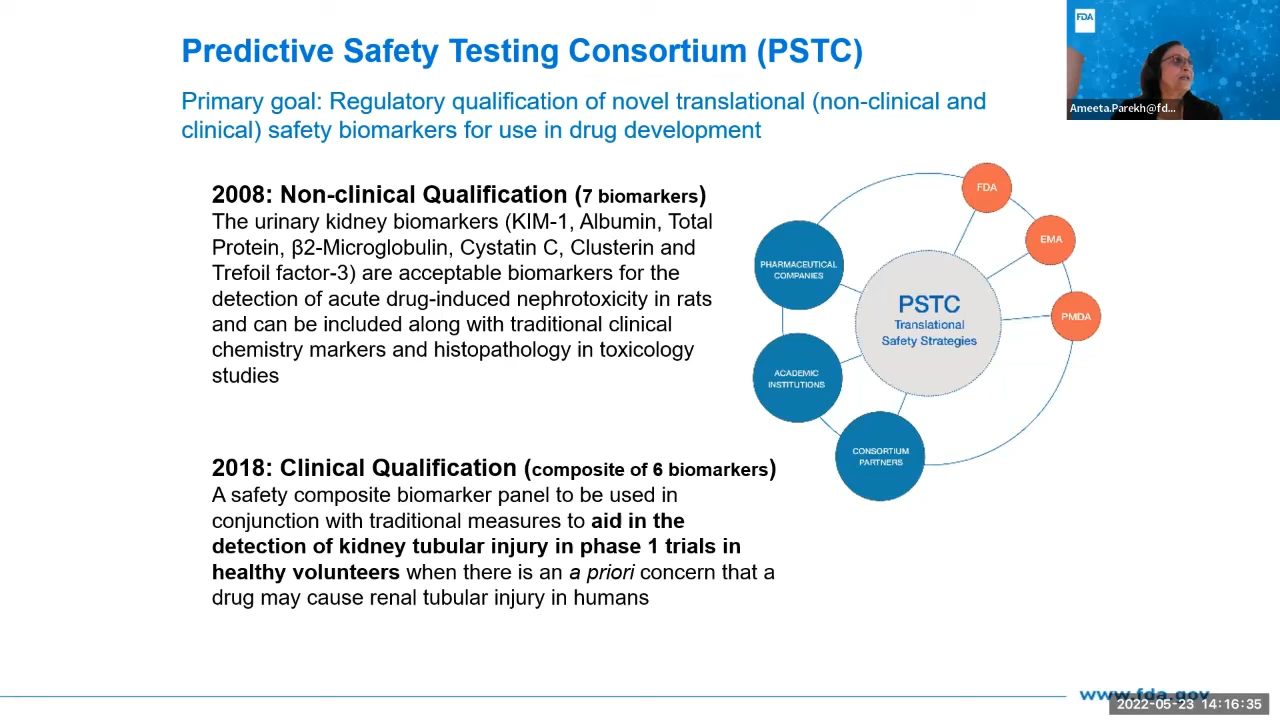 Predictive Safety Testing Consortium (PSTC)
Primary goal: Regulatory qualification of novel translational (non-clinical and
clinical) safety biomarkers for use in drug development
2008: Non-clinical Qualification (7 biomarkers)
The urinary kidney biomarkers (KIM-1, Albumin, Total
Protein, β2-Microglobulin, Cystatin C, Clusterin and
Trefoil factor-3) are acceptable biomarkers for the
detection of acute drug-induced nephrotoxicity in rats
and can be included along with traditional clinical
chemistry markers and histopathology in toxicology
studies
2018: Clinical Qualification (composite of 6 biomarkers)
A safety composite biomarker panel to be used in
conjunction with traditional measures to aid in the
detection of kidney tubular injury in phase 1 trials in
healthy volunteers when there is an a priori concern that a
drug may cause renal tubular injury in humans
FDA
EMA
PMDA
PHARMACEUTICAL
COMPANIES
PSTC
Translational
Safety Strategies
ACADEMIC
INSTITUTIONS
CONSORTIUM
PARTNERS
FDA
Ameeta.Parekh@fd...
www.fda.gov
2022-05-23 14:16:35